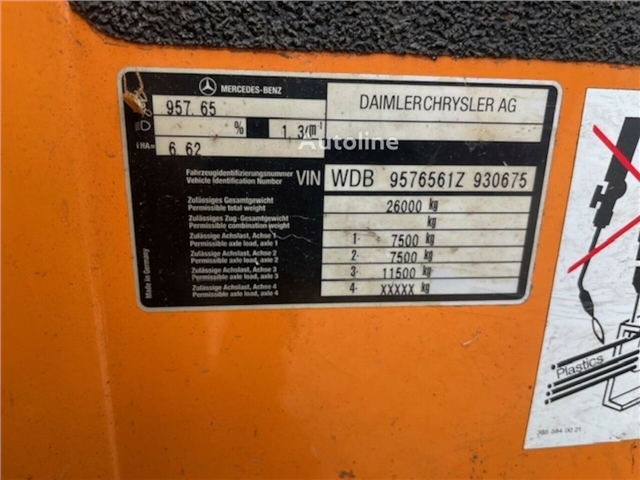 MERCEDES-BENZ
957. 65
DAIMLERCHRYSLER AG
% 1. 3/m⁻¹
Autoline
i HA= 6. 62
Fahrzeugidentifizierungsnummer
Vehicle Identification Number VIN WDB 9576561Z 930675
Zulässiges Gesamtgewicht
Permissible total weight 26000 kg
Zulässiges Zug - Gesamtgewicht
Permissible combination weight kg
Zulässige Achslast, Achse 1
Permissible axle load, axle 1 1- 7500 kg
Zulässige Achslast, Achse 2
Permissible axle load, axle 2 2- 7500 kg
Zulässige Achslast, Achse 3
Permissible axle load, axle 3 3- 11500 kg
Zulässige Achslast, Achse 4
Permissible axle load, axle 4 4- XXXXX kg
Made in Germany
Plastics